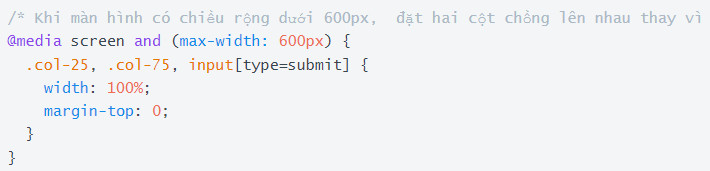 /* Khi màn hình có chiều rộng dưới 600px,  đặt hai cột chồng lên nhau thay vì
@media screen and (max-width: 600px) {
  .col-25, .col-75, input[type=submit] {
    width: 100%;
    margin-top: 0;
  }
}